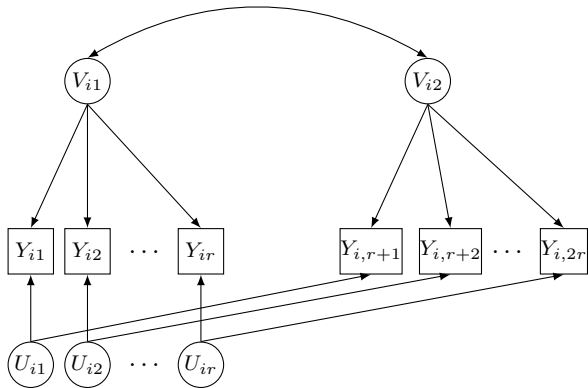 V_{i1} V_{i2}
Y_{i1} Y_{i2} ⋯ Y_{ir} Y_{i,r+1} Y_{i,r+2} ⋯ Y_{i,2r}
U_{i1} U_{i2} ⋯ U_{ir}